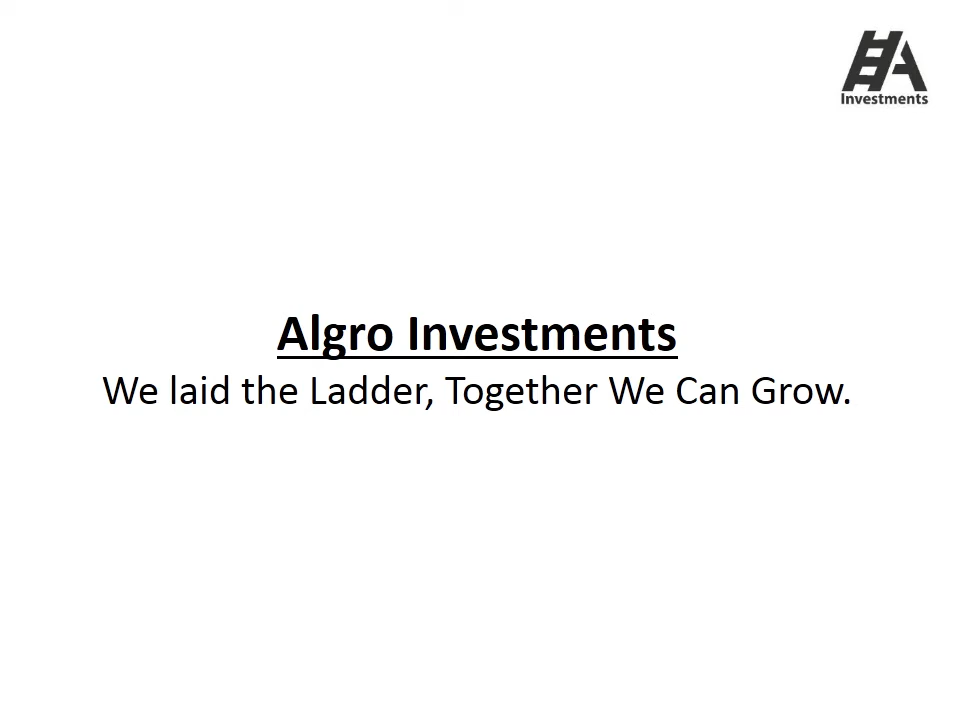 A
Investments
Algro Investments
We laid the Ladder, Together We Can Grow.